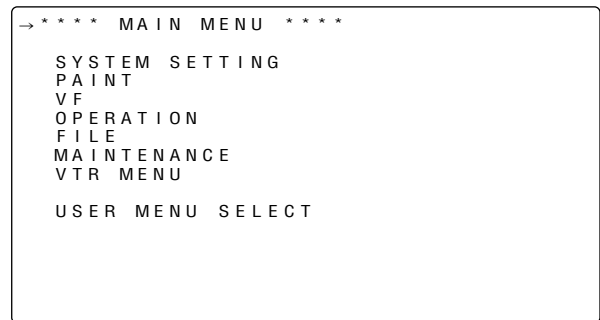 →**** MAIN MENU ****
SYSTEM SETTING
PAINT
VF
OPERATION
FILE
MAINTENANCE
VTR MENU
USER MENU SELECT